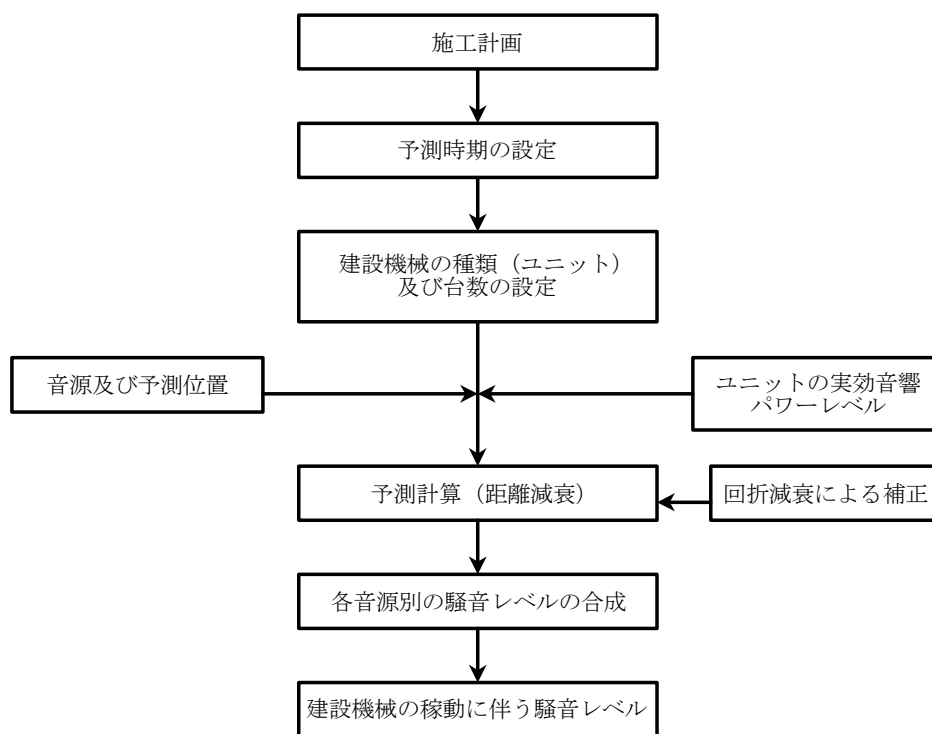 施工計画
予測時期の設定
建設機械の種類（ユニット）
及び台数の設定
音源及び予測位置
ユニットの実効音響
パワーレベル
予測計算（距離減衰）
回折減衰による補正
各音源別の騒音レベルの合成
建設機械の稼動に伴う騒音レベル